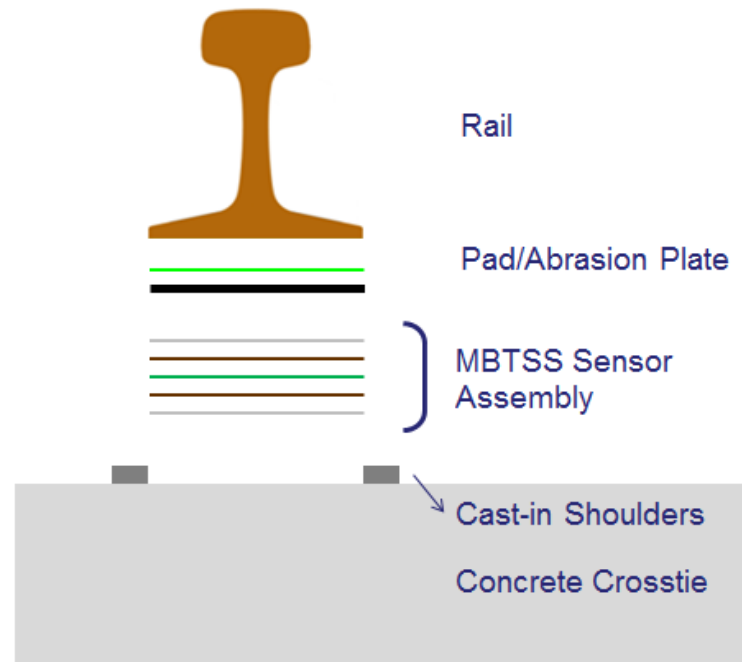 Rail
Pad/Abrasion Plate
MBTSS Sensor
Assembly
Cast-in Shoulders
Concrete Crosstie